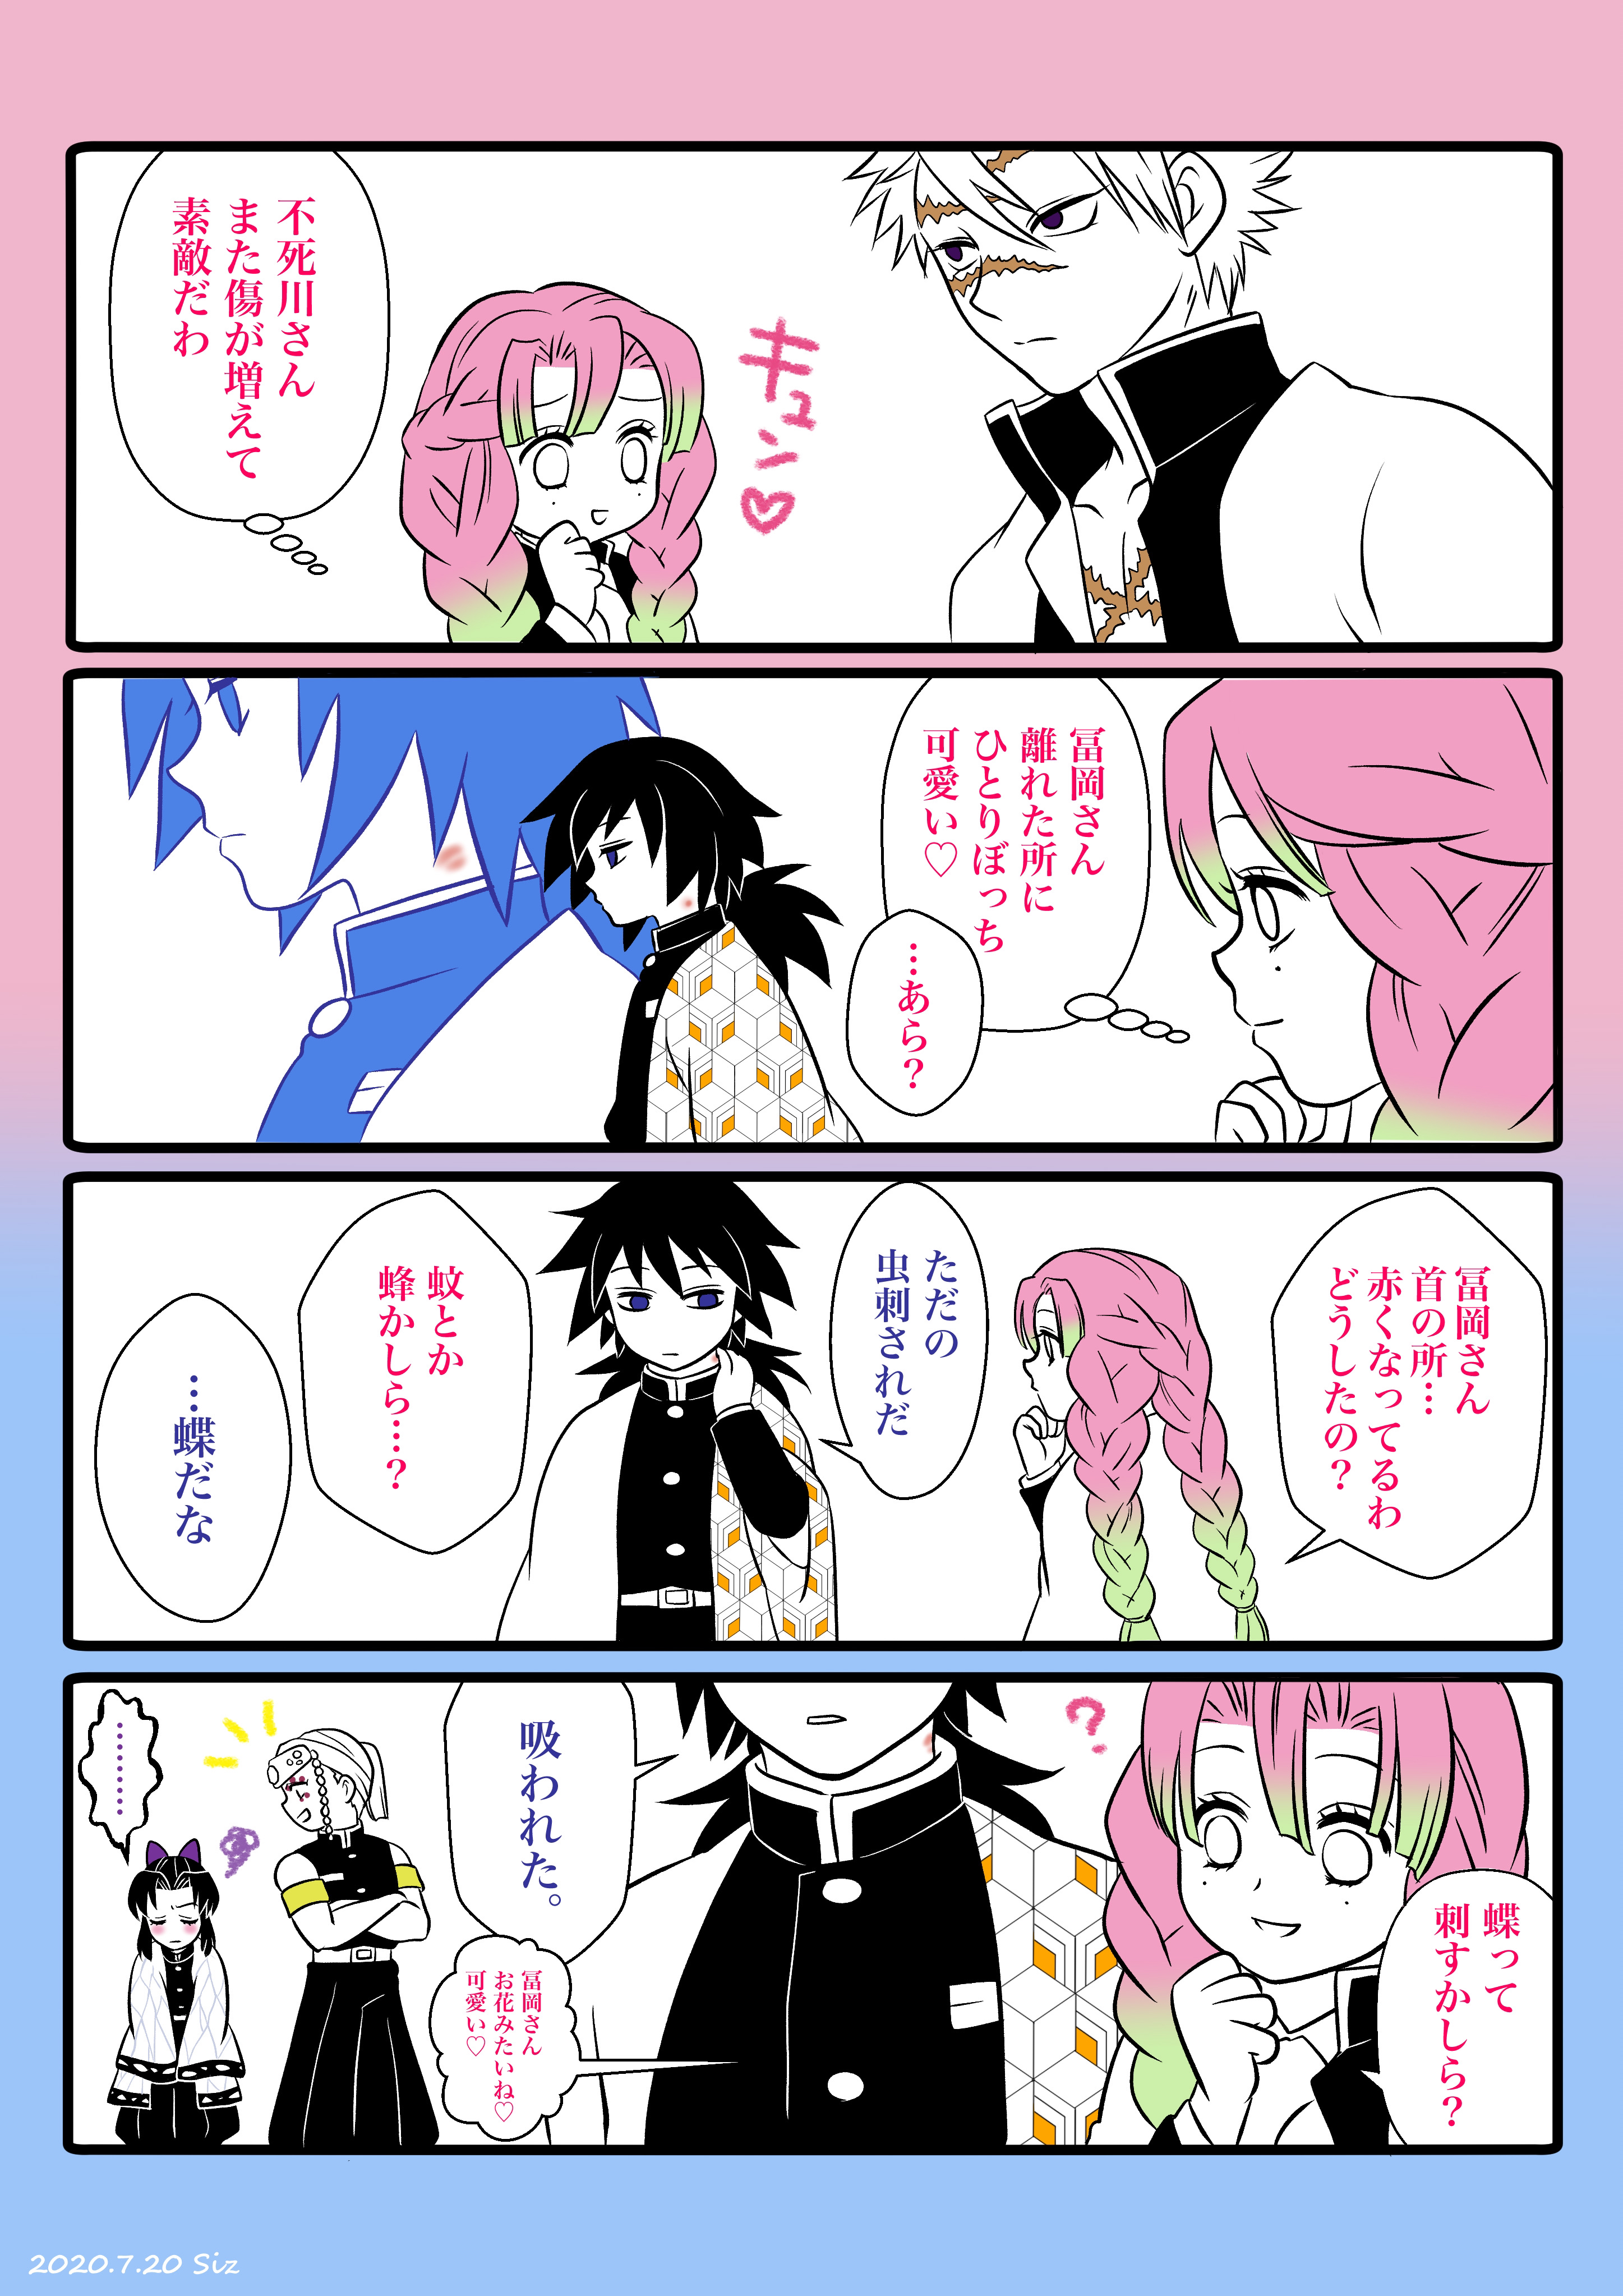 不死川さん
また傷が増えて
素敵だわ
キュン♡
冨岡さん
離れた所に
ひとりぼっち
可愛い♡
…あら?
冨岡さん
首の所…
赤くなってるわ
どうしたの?
ただの
虫刺されだ
蚊とか
蜂かしら…?
…蝶だな
蝶って
刺すかしら?
?
吸われた。
冨岡さん
お花みたいね♡
可愛い♡
………
2020.7.20 Siz